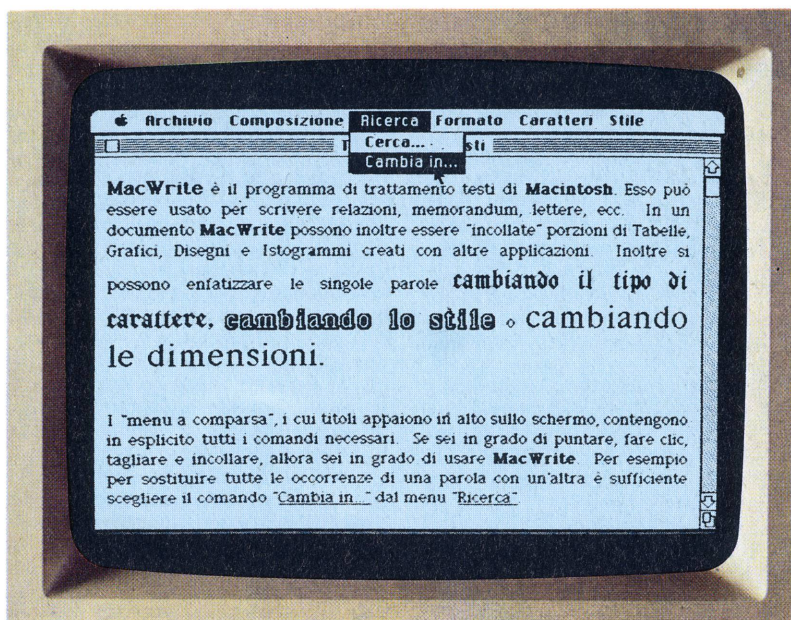 Archivio Composizione Ricerca Formato Caratteri Stile
Cerca...
sti
Cambia in...
MacWrite è il programma di trattamento testi di Macintosh. Esso può
essere usato per scrivere relazioni, memorandum, lettere, ecc. In un
documento MacWrite possono inoltre essere "incollate" porzioni di Tabelle,
Grafici, Disegni e Istogrammi creati con altre applicazioni. Inoltre si
possono enfatizzare le singole parole cambiando il tipo di
carattere, cambiando lo stile o cambiando
le dimensioni.
I "menu a comparsa", i cui titoli appaiono in alto sullo schermo, contengono
in esplicito tutti i comandi necessari. Se sei in grado di puntare, fare clic,
tagliare e incollare, allora sei in grado di usare MacWrite. Per esempio
per sostituire tutte le occorrenze di una parola con un'altra è sufficiente
scegliere il comando "Cambia in..." dal menu "Ricerca".